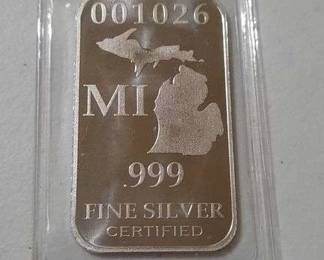 001026
MI
.999
FINE SILVER
CERTIFIED